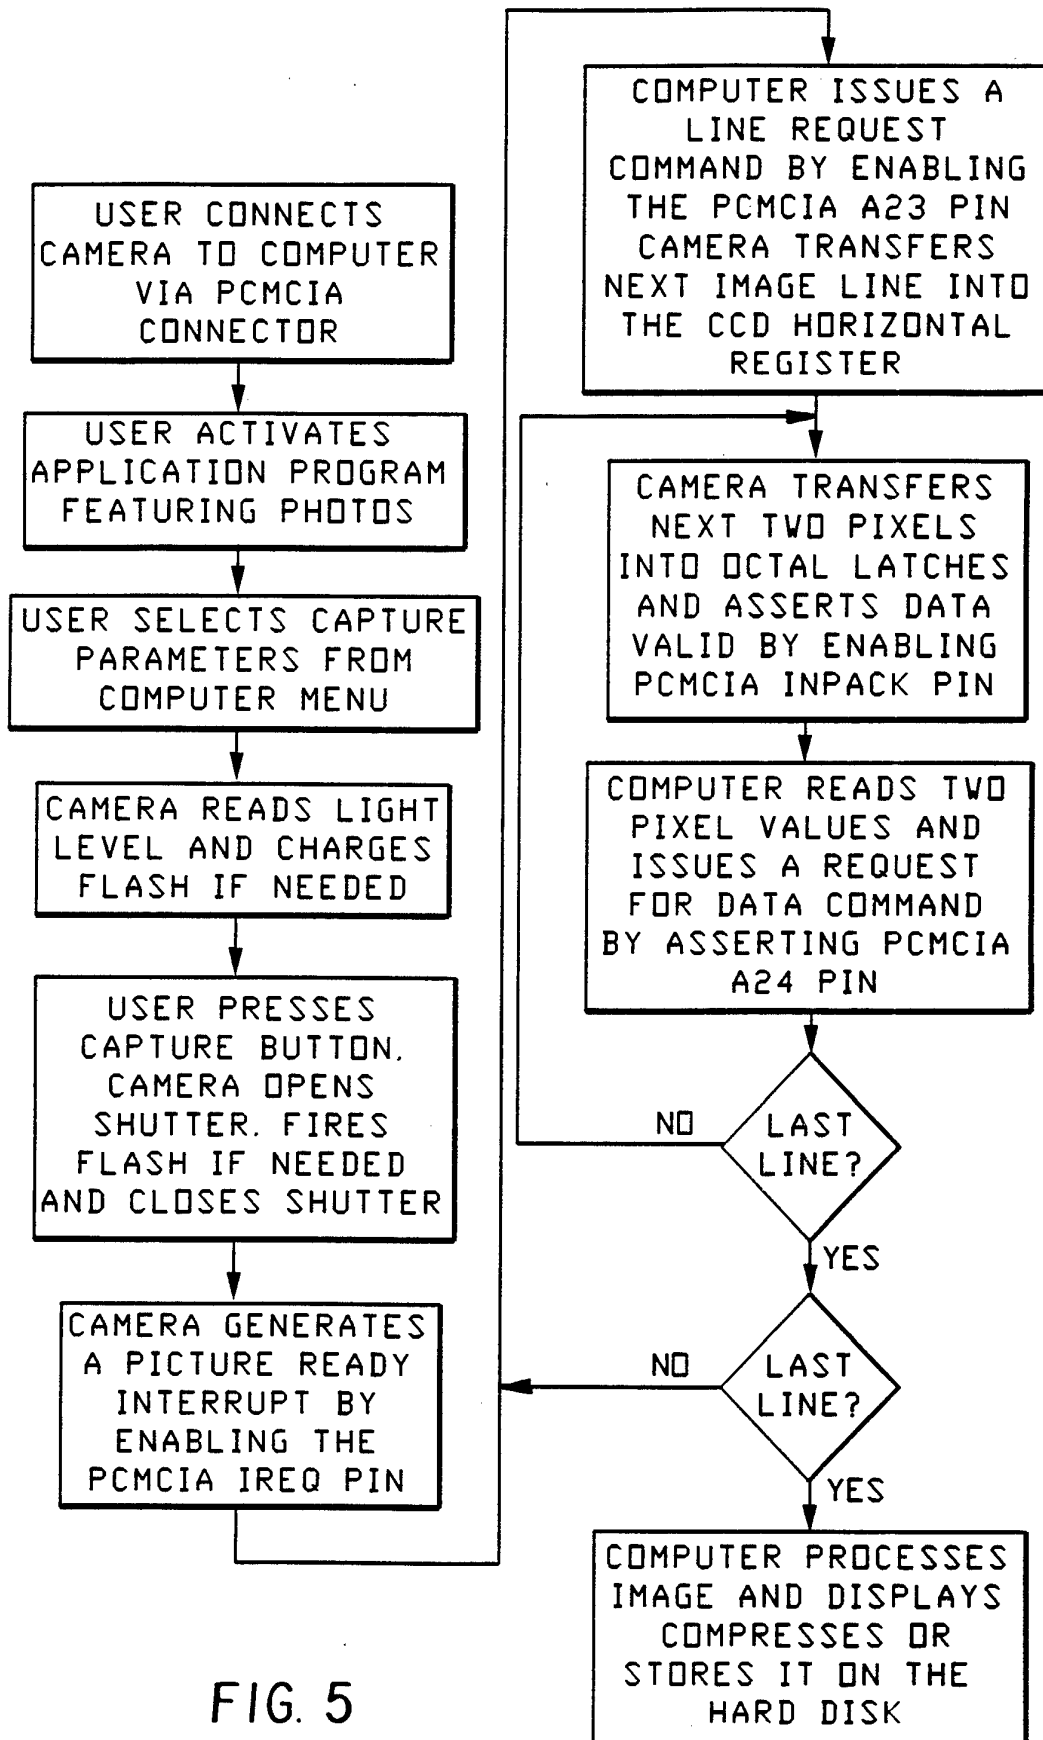 USER CONNECTS
CAMERA TO COMPUTER
VIA PCMCIA
CONNECTOR
USER ACTIVATES
APPLICATION PROGRAM
FEATURING PHOTOS
USER SELECTS CAPTURE
PARAMETERS FROM
COMPUTER MENU
CAMERA READS LIGHT
LEVEL AND CHARGES
FLASH IF NEEDED
USER PRESSES
CAPTURE BUTTON.
CAMERA OPENS
SHUTTER. FIRES
FLASH IF NEEDED
AND CLOSES SHUTTER
CAMERA GENERATES
A PICTURE READY
INTERRUPT BY
ENABLING THE
PCMCIA IREQ PIN
COMPUTER ISSUES A
LINE REQUEST
COMMAND BY ENABLING
THE PCMCIA A23 PIN
CAMERA TRANSFERS
NEXT IMAGE LINE INTO
THE CCD HORIZONTAL
REGISTER
CAMERA TRANSFERS
NEXT TWO PIXELS
INTO OCTAL LATCHES
AND ASSERTS DATA
VALID BY ENABLING
PCMCIA INPACK PIN
COMPUTER READS TWO
PIXEL VALUES AND
ISSUES A REQUEST
FOR DATA COMMAND
BY ASSERTING PCMCIA
A24 PIN
NO
LAST
LINE?
YES
NO
LAST
LINE?
YES
COMPUTER PROCESSES
IMAGE AND DISPLAYS
COMPRESSES OR
STORES IT ON THE
HARD DISK
FIG. 5